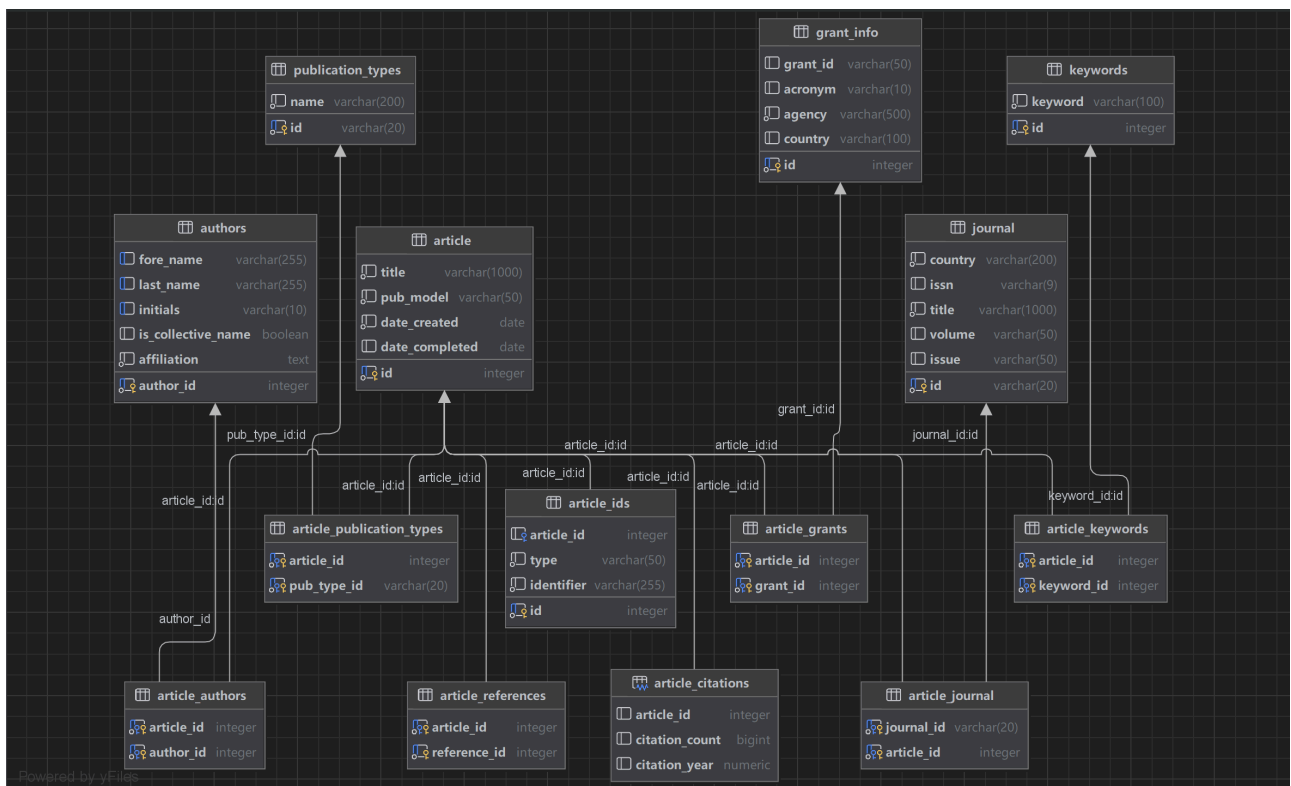 grant_info
grant_id varchar(50)
acronym varchar(10)
agency varchar(500)
country varchar(100)
id integer
publication_types
name varchar(200)
id varchar(20)
keywords
keyword varchar(100)
id integer
authors
fore_name varchar(255)
last_name varchar(255)
initials varchar(10)
is_collective_name boolean
affiliation text
author_id integer
article
title varchar(1000)
pub_model varchar(50)
date_created date
date_completed date
id integer
journal
country varchar(200)
issn varchar(9)
title varchar(1000)
volume varchar(50)
issue varchar(50)
id varchar(20)
grant_id:id
pub_type_id:id
journal_id:id
article_id:id
article_id:id
article_id:id
article_id:id
article_id:id
article_id:id
article_id:id
article_id:id
keyword_id:id
article_publication_types
article_id integer
pub_type_id varchar(20)
article_ids
article_id integer
type varchar(50)
identifier varchar(255)
id integer
article_grants
article_id integer
grant_id integer
article_keywords
article_id integer
keyword_id integer
author_id
article_authors
article_id integer
author_id integer
article_references
article_id integer
reference_id integer
article_citations
article_id integer
citation_count bigint
citation_year numeric
article_journal
journal_id varchar(20)
article_id integer
Powered by yFiles